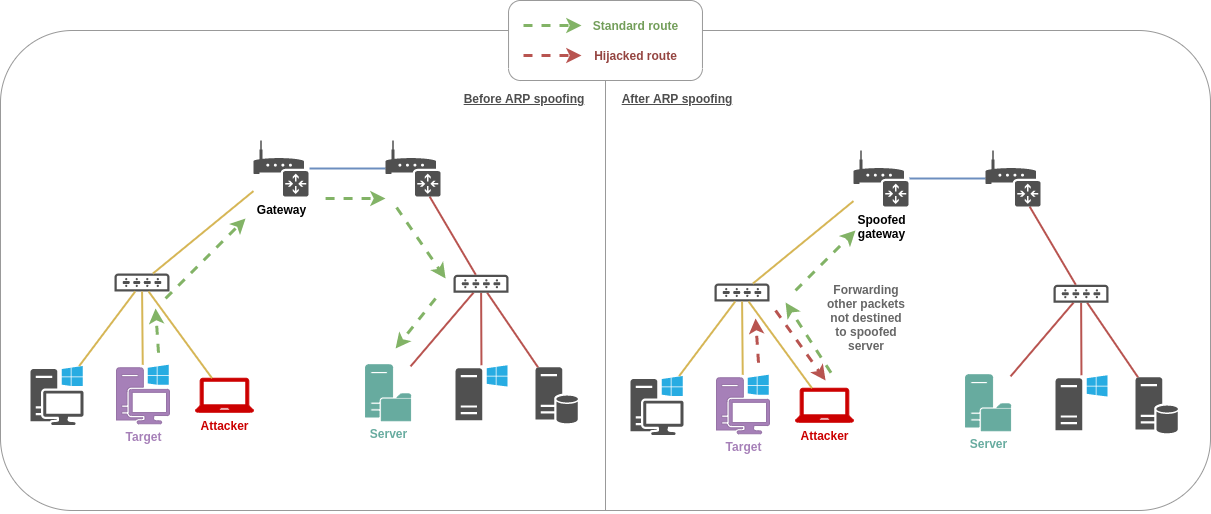 Standard route
Hijacked route
Before ARP spoofing
After ARP spoofing
Gateway
Target
Attacker
Server
Spoofed
gateway
Forwarding
other packets
not destined
to spoofed
server
Target
Attacker
Server